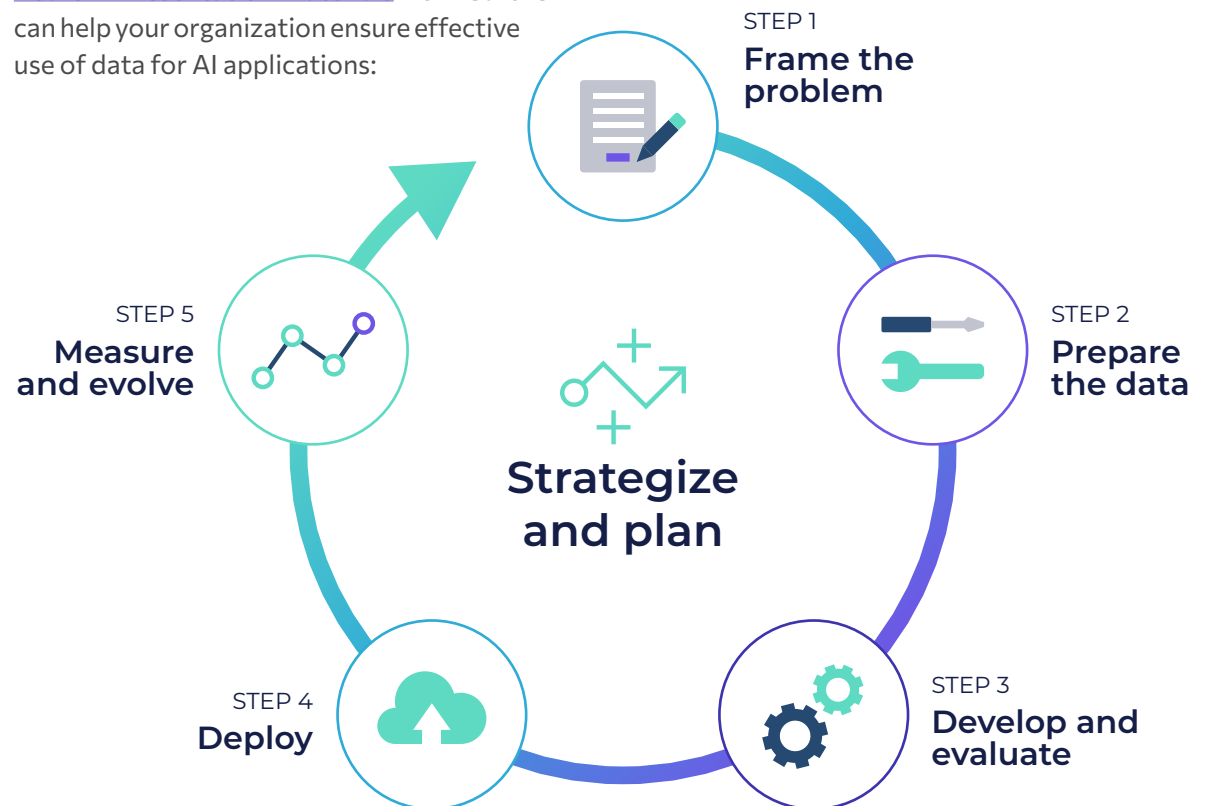 can help your organization ensure effective
use of data for AI applications:
STEP 1
Frame the
problem
STEP 2
Prepare
the data
STEP 3
Develop and
evaluate
STEP 4
Deploy
STEP 5
Measure
and evolve
Strategize
and plan